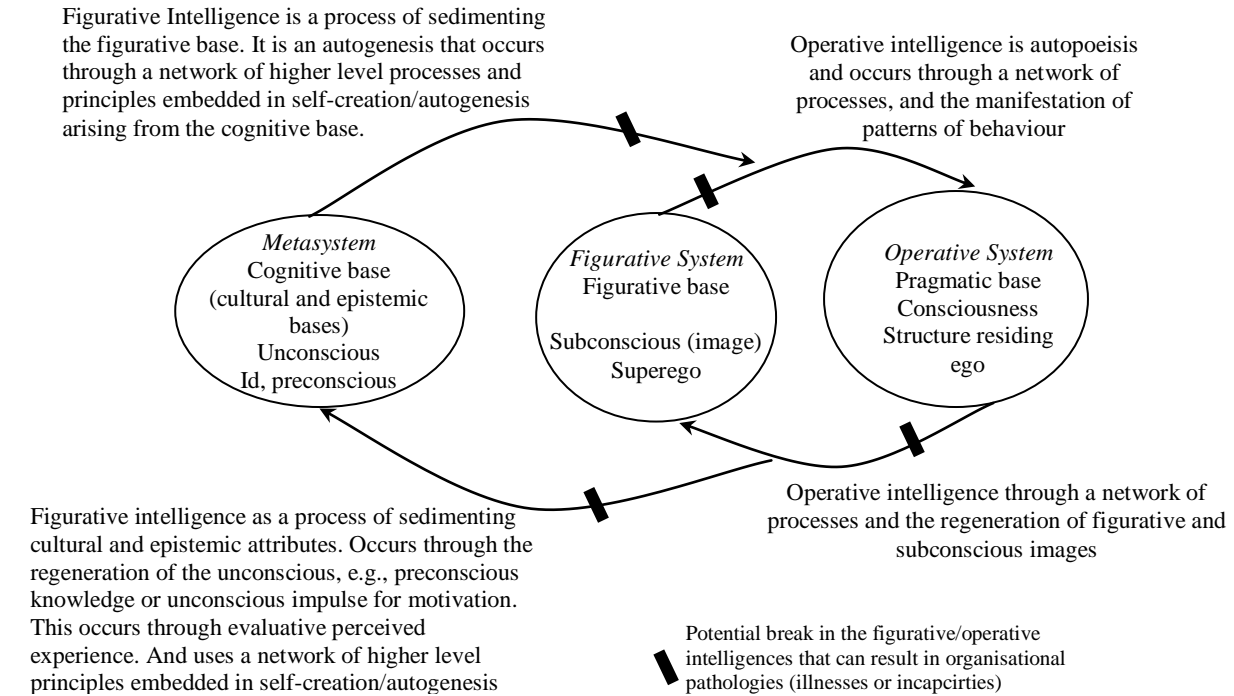 Figurative Intelligence is a process of sedimenting
the figurative base. It is an autogenesis that occurs
through a network of higher level processes and
principles embedded in self-creation/autogenesis
arising from the cognitive base.
Operative intelligence is autopoeisis
and occurs through a network of
processes, and the manifestation of
patterns of behaviour
Metasystem
Cognitive base
(cultural and epistemic
bases)
Unconscious
Id, preconscious
Figurative System
Figurative base
Subconscious (image)
Superego
Operative System
Pragmatic base
Consciousness
Structure residing
ego
Operative intelligence through a network of
processes and the regeneration of figurative and
subconscious images
Figurative intelligence as a process of sedimenting
cultural and epistemic attributes. Occurs through the
regeneration of the unconscious, e.g., preconscious
knowledge or unconscious impulse for motivation.
This occurs through evaluative perceived
experience. And uses a network of higher level
principles embedded in self-creation/autogenesis
Potential break in the figurative/operative
intelligences that can result in organisational
pathologies (illnesses or incapcirties)